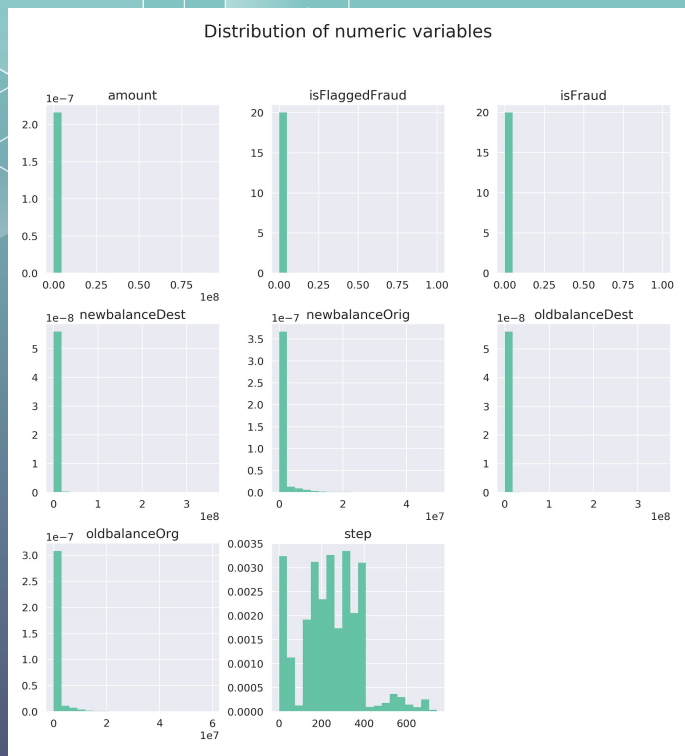 Distribution of numeric variables
amount
1e−7
2.0
1.5
1.0
0.5
0.0
0.00 0.25 0.50 0.75
1e8
isFlaggedFraud
20
15
10
5
0
0.00 0.25 0.50 0.75 1.00
isFraud
20
15
10
5
0
0.00 0.25 0.50 0.75 1.00
1e−8 newbalanceDest
5
4
3
2
1
0
0 1 2 3
1e8
1e−7 newbalanceOrig
3.5
3.0
2.5
2.0
1.5
1.0
0.5
0.0
0 2 4
1e7
1e−8 oldbalanceDest
5
4
3
2
1
0
0 1 2 3
1e8
1e−7 oldbalanceOrg
3.0
2.5
2.0
1.5
1.0
0.5
0.0
0 2 4 6
1e7
step
0.0035
0.0030
0.0025
0.0020
0.0015
0.0010
0.0005
0.0000
0 200 400 600